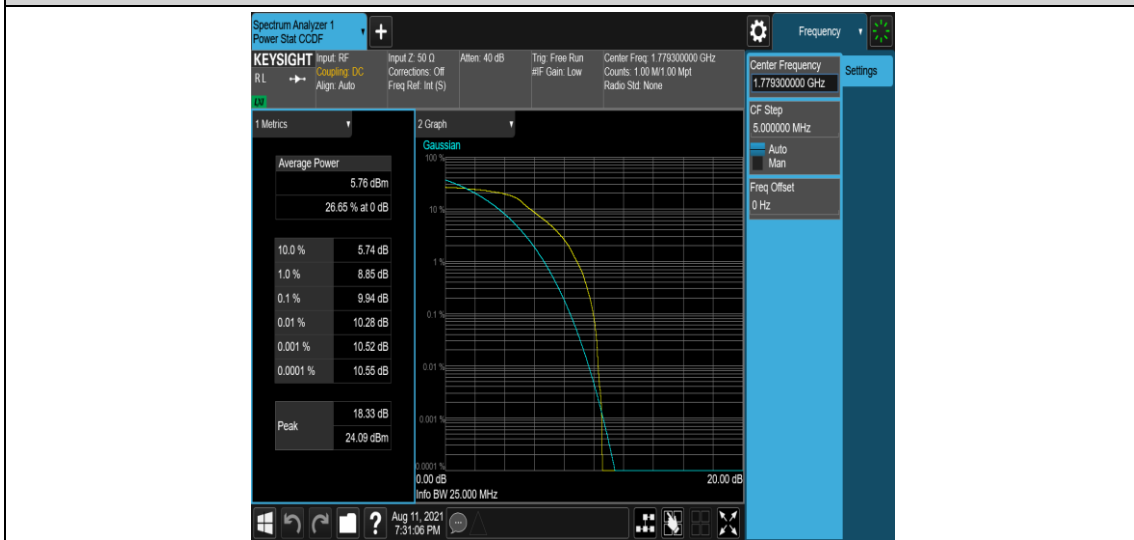 Spectrum Analyzer 1
Power Stat CCDF
Frequency
KEYSIGHT
RL
Input: RF
Coupling: DC
Align: Auto
Input Z: 50 Ω
Corrections: Off
Freq Ref: Int (S)
Atten: 40 dB
Trig: Free Run
#IF Gain: Low
Center Freq: 1.779300000 GHz
Counts: 1.00 M/1.00 Mpt
Radio Std: None
Center Frequency
1.779300000 GHz
Settings
CF Step
5.000000 MHz
Auto
Man
Freq Offset
0 Hz
1 Metrics
Average Power
5.76 dBm
26.65 % at 0 dB
10.0 % 5.74 dB
1.0 % 8.85 dB
0.1 % 9.94 dB
0.01 % 10.28 dB
0.001 % 10.52 dB
0.0001 % 10.55 dB
Peak
18.33 dB
24.09 dBm
2 Graph
Gaussian
100 %
10 %
1 %
0.1 %
0.01 %
0.001 %
0.0001 %
0.00 dB 20.00 dB
Info BW 25.000 MHz
Aug 11, 2021
7:31:06 PM